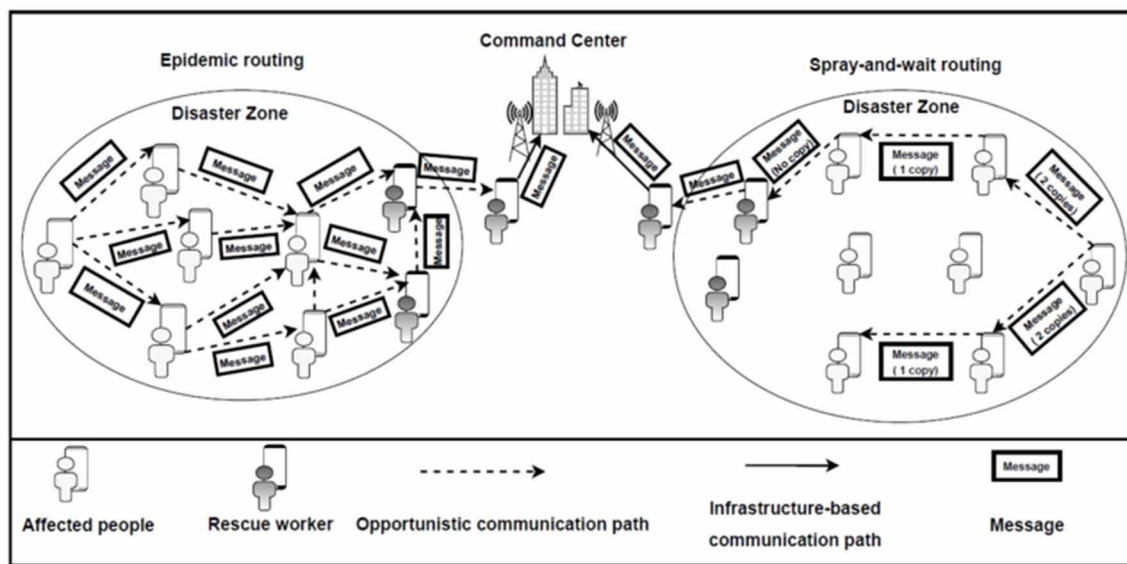 Command Center
Epidemic routing
Disaster Zone
Message
Message
Message
Message
Message
Message
Message
Message
Message
Message
Message
Message
Message
Spray-and-wait routing
Disaster Zone
Message
Message
Message
(No copy)
Message
( 1 copy)
Message
( 2 copies)
Message
( 2 copies)
Message
( 1 copy)
Message
Affected people
Rescue worker
Opportunistic communication path
Infrastructure-based
communication path
Message